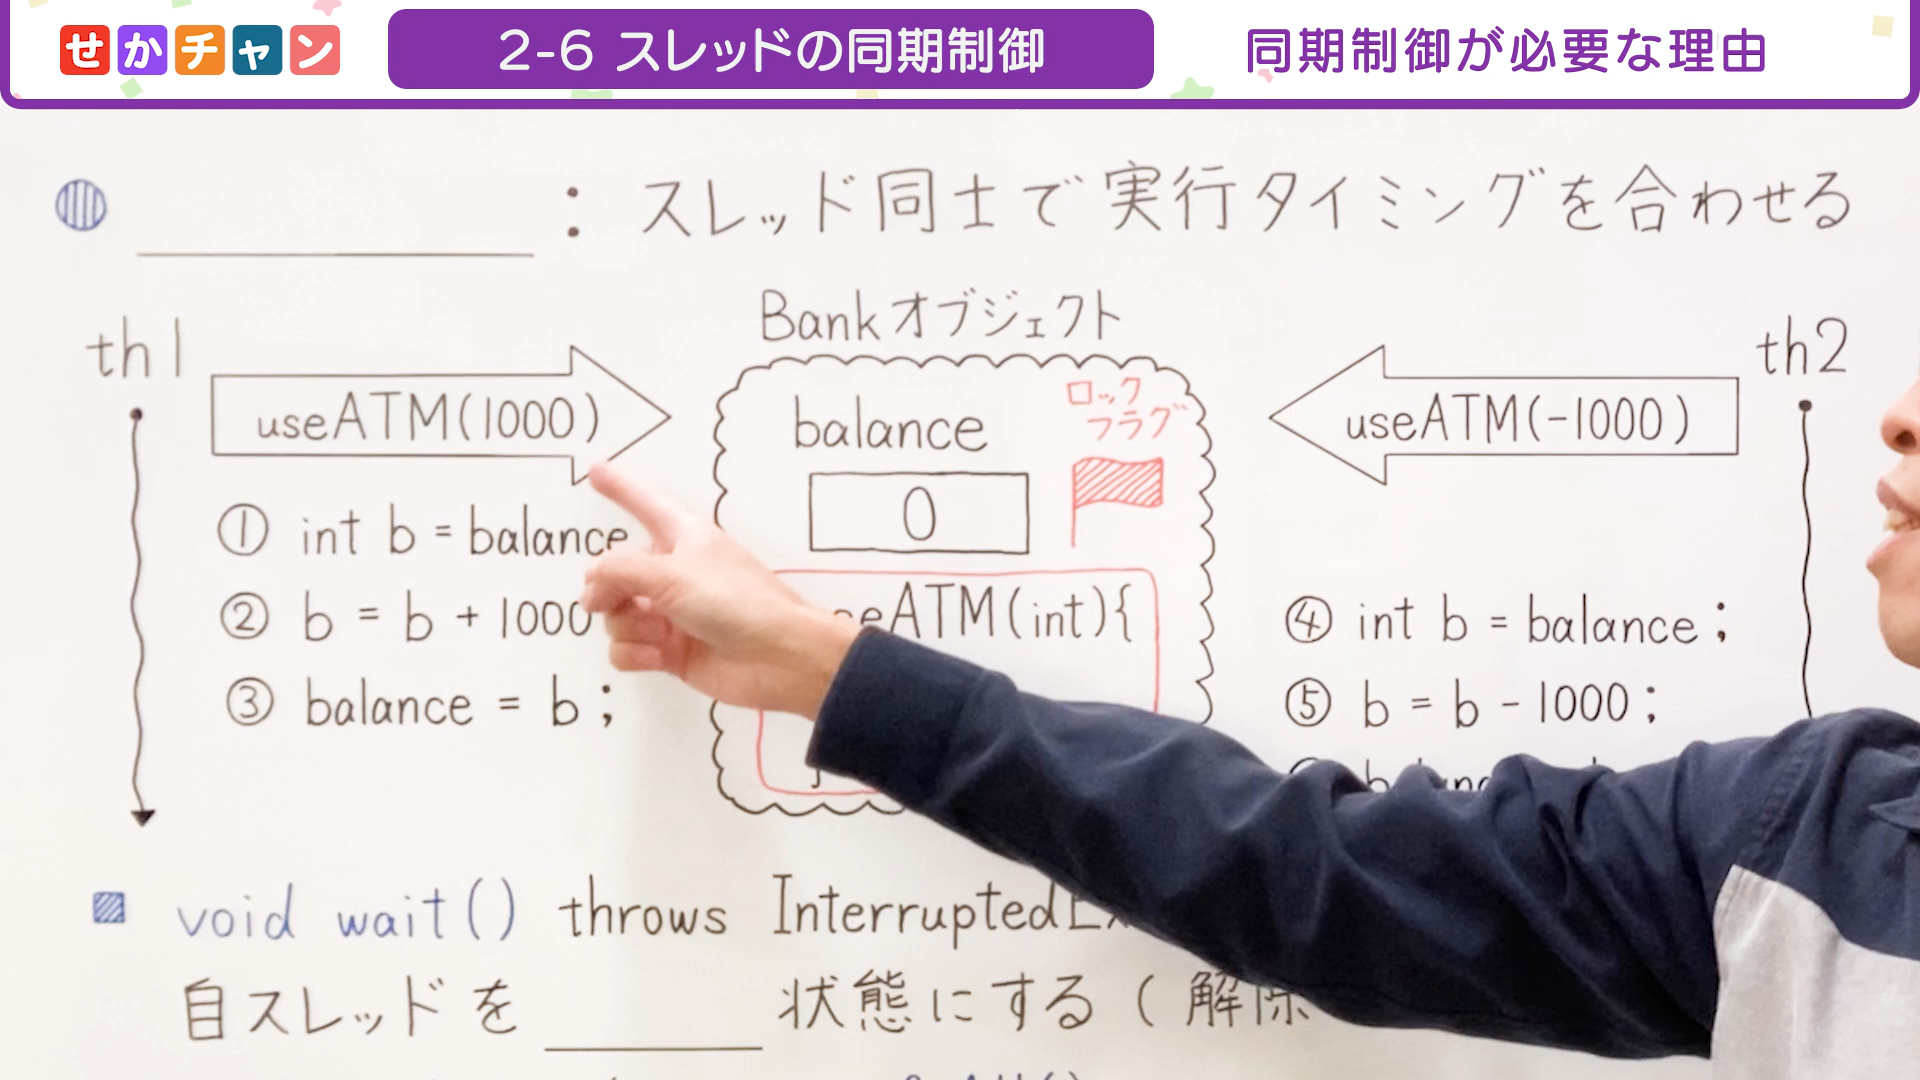 せかチャン
2-6 スレッドの同期制御
同期制御が必要な理由
: スレッド同士で実行タイミングを合わせる
Bankオブジェクト
th1
th2
useATM(1000)
balance
ロック
フラグ
useATM(-1000)
0
① int b = balance
② b = b + 1000
③ balance = b ;
eATM(int){
}
④ int b = balance ;
⑤ b = b - 1000 ;
void wait() throws Interrupted
自スレッドを 状態にする ( 解除